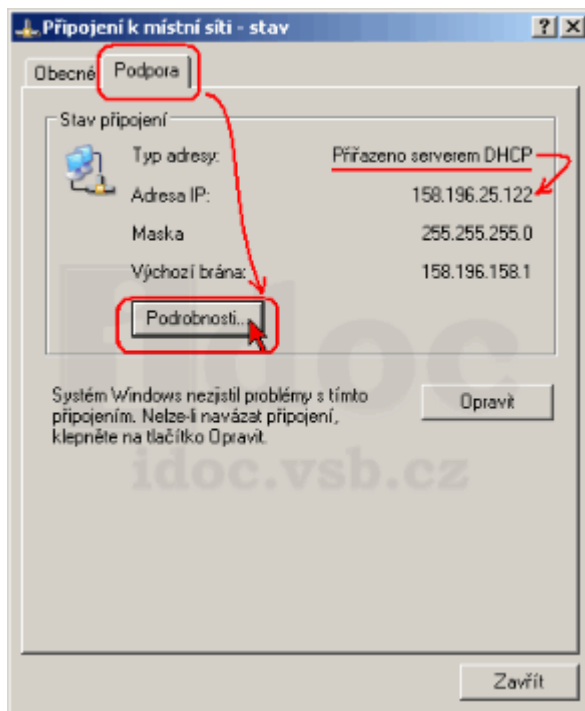 Připojení k místní síti - stav
Obecné Podpora
Stav připojení
Typ adresy: Přiřazeno serverem DHCP
Adresa IP: 158.196.25.122
Maska 255.255.255.0
Výchozí brána: 158.196.158.1
Podrobnosti...
idoc
Systém Windows nezjistil problémy s tímto
připojením. Nelze-li navázat připojení,
klepněte na tlačítko Opravit.
Opravit
idoc.vsb.cz
Zavřít